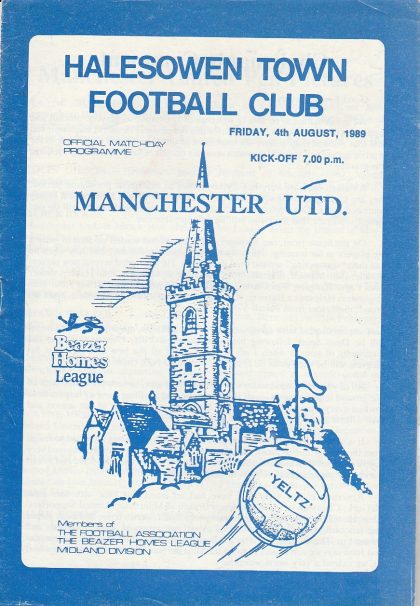 HALESOWEN TOWN
FOOTBALL CLUB
FRIDAY, 4th AUGUST, 1989
OFFICIAL MATCHDAY
PROGRAMME
KICK-OFF 7.00 p.m.
MANCHESTER UTD.
Beazer
Homes
League
'YELTZ'
Members of
THE FOOTBALL ASSOCIATION
THE BEAZER HOMES LEAGUE
MIDLAND DIVISION